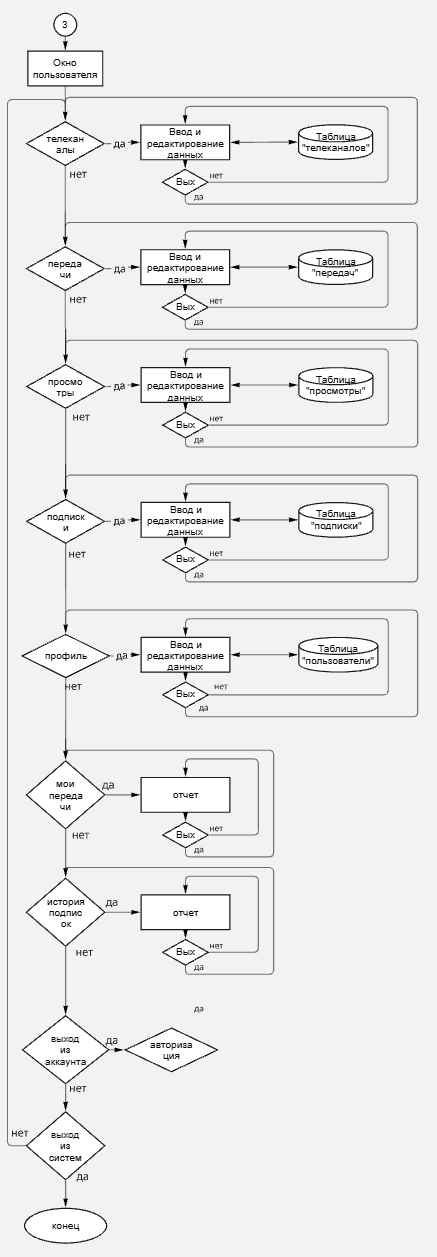 3
Окно
пользователя
телекан
алы
да
Ввод и
редактирование
данных
Таблица
"телеканалов"
нет
Вых
нет
да
переда
чи
да
Ввод и
редактирование
данных
Таблица
"передач"
нет
Вых
нет
да
просмо
тры
да
Ввод и
редактирование
данных
Таблица
"просмотры"
нет
Вых
нет
да
подписк
и
да
Ввод и
редактирование
данных
Таблица
"подписки"
нет
Вых
нет
да
профиль
да
Ввод и
редактирование
данных
Таблица
"пользователи"
нет
Вых
нет
да
мои
переда
чи
да
отчет
нет
Вых
нет
да
история
подпис
ок
да
отчет
нет
Вых
нет
да
да
выход
из
аккаунта
да
авториза
ция
нет
выход
из
систем
нет
да
конец